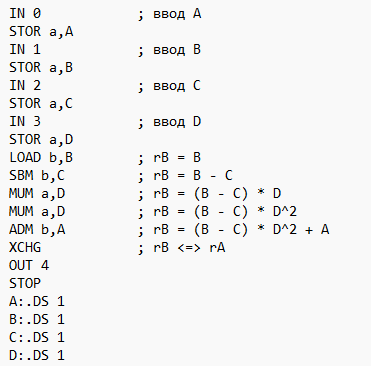 IN 0 ; ввод A
STOR a,A
IN 1 ; ввод B
STOR a,B
IN 2 ; ввод C
STOR a,C
IN 3 ; ввод D
STOR a,D
LOAD b,B ; rB = B
SBM b,C ; rB = B - C
MUM a,D ; rB = (B - C) * D
MUM a,D ; rB = (B - C) * D^2
ADM b,A ; rB = (B - C) * D^2 + A
XCHG ; rB <=> rA
OUT 4
STOP
A:.DS 1
B:.DS 1
C:.DS 1
D:.DS 1